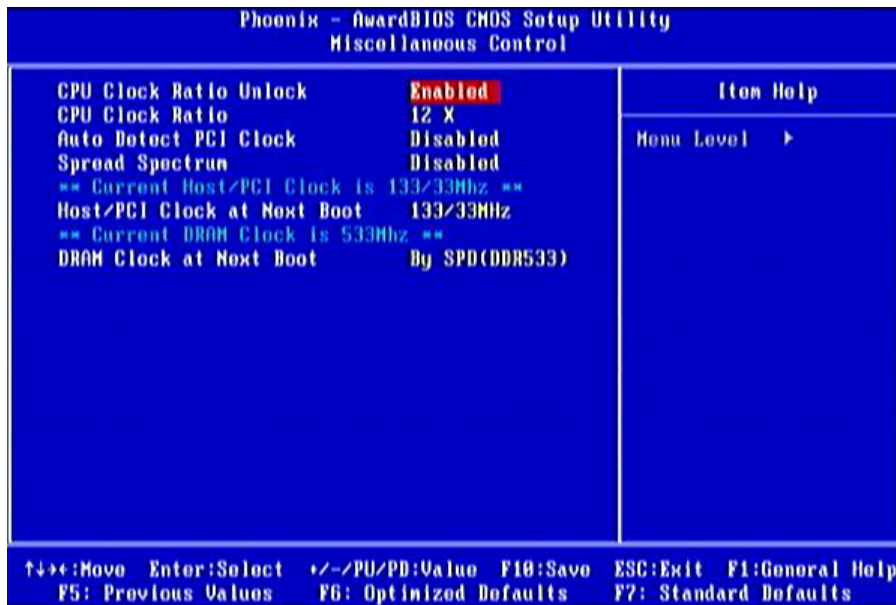 Phoenix - AwardBIOS CMOS Setup Utility
Miscellaneous Control
CPU Clock Ratio Unlock Enabled
CPU Clock Ratio 12 X
Auto Detect PCI Clock Disabled
Spread Spectrum Disabled
** Current Host/PCI Clock is 133/33Mhz **
Host/PCI Clock at Next Boot 133/33MHz
** Current DRAM Clock is 533Mhz **
DRAM Clock at Next Boot By SPD(DDR533)
Item Help
Menu Level ▶
↑↓→←:Move Enter:Select +/-/PU/PD:Value F10:Save ESC:Exit F1:General Help
F5: Previous Values F6: Optimized Defaults F7: Standard Defaults